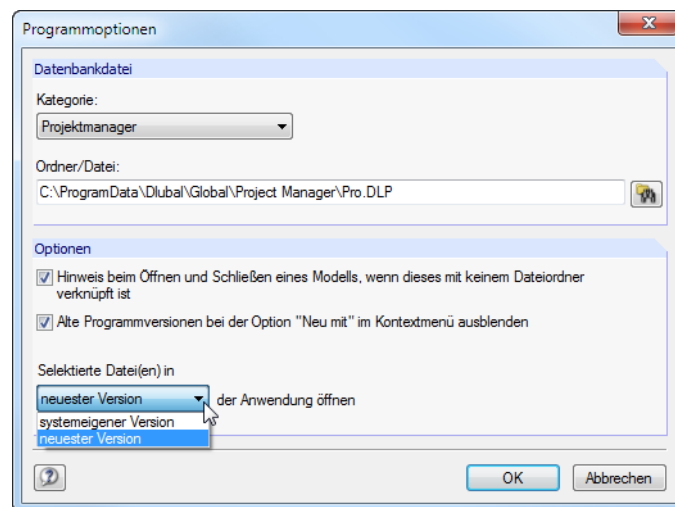 Programmoptionen
Datenbankdatei
Kategorie:
Projektmanager
Ordner/Datei:
C:\ProgramData\Dlubal\Global\Project Manager\Pro.DLP
Optionen
Hinweis beim Öffnen und Schließen eines Modells, wenn dieses mit keinem Dateiordner
verknüpft ist
Alte Programmversionen bei der Option "Neu mit" im Kontextmenü ausblenden
Selektierte Datei(en) in
neuester Version der Anwendung öffnen
systemeigener Version
neuester Version
OK Abbrechen